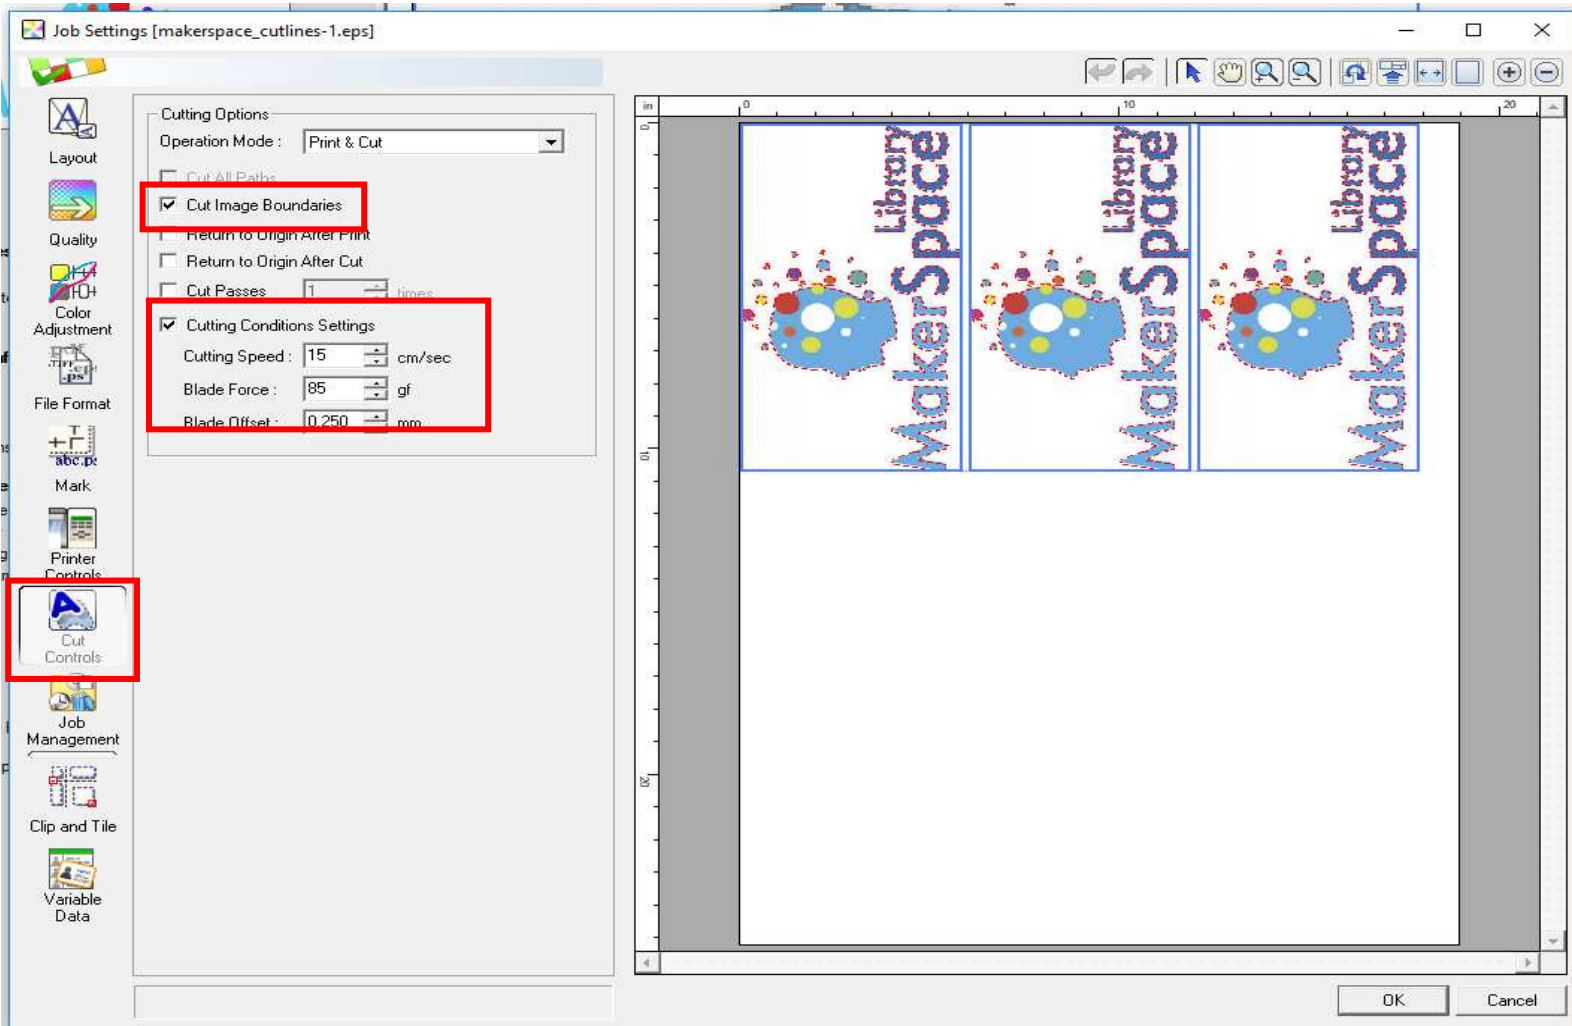 Job Settings [makerspace_cutlines-1.eps]
Layout
Quality
Color
Adjustment
File Format
abc.p
Mark
Printer
Controls
Cut
Controls
Job
Management
Clip and Tile
Variable
Data
Cutting Options
Operation Mode : Print & Cut
Cut All Paths
Cut Image Boundaries
Return to Origin After Print
Return to Origin After Cut
Cut Passes 1 times
Cutting Conditions Settings
Cutting Speed : 15 cm/sec
Blade Force : 85 gf
Blade Offset : 0.250 mm
in 0 10 20
0
10
20
Library
MakerSpace
Library
MakerSpace
Library
MakerSpace
OK Cancel